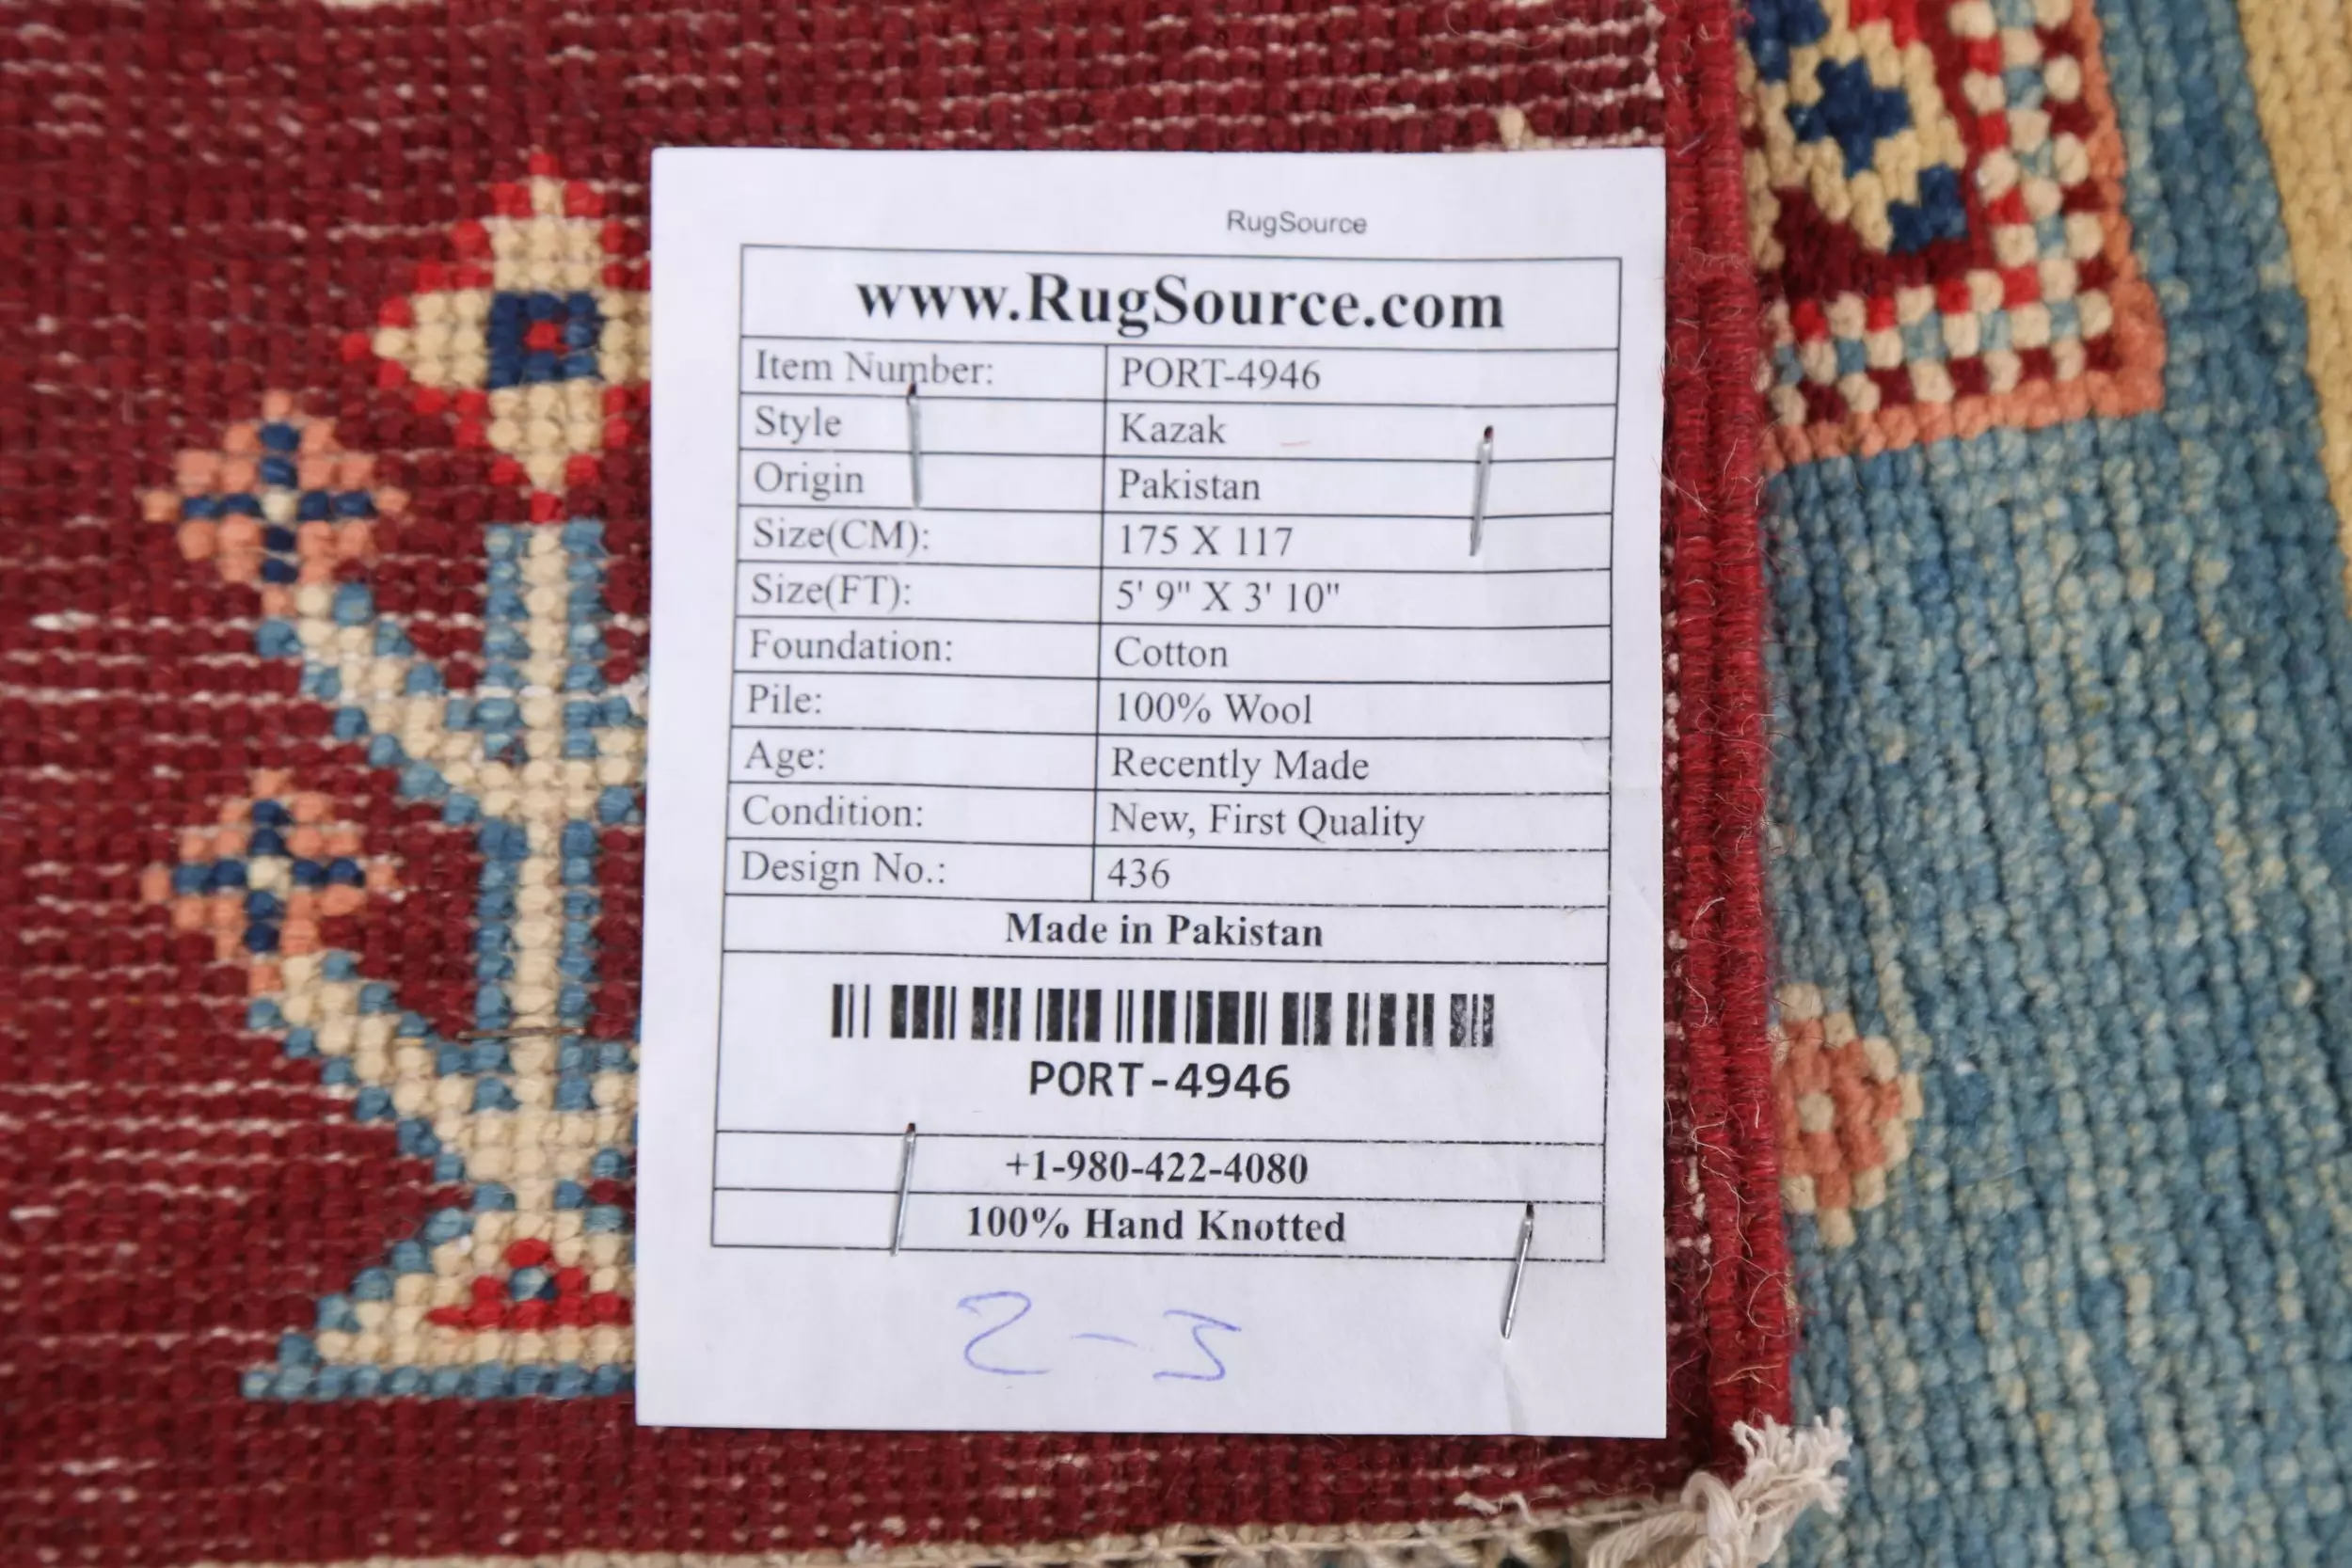 RugSource
www.RugSource.com
Item Number: PORT-4946
Style Kazak
Origin Pakistan
Size(CM): 175 X 117
Size(FT): 5' 9" X 3' 10"
Foundation: Cotton
Pile: 100% Wool
Age: Recently Made
Condition: New, First Quality
Design No.: 436
Made in Pakistan
PORT-4946
+1-980-422-4080
100% Hand Knotted
2-3